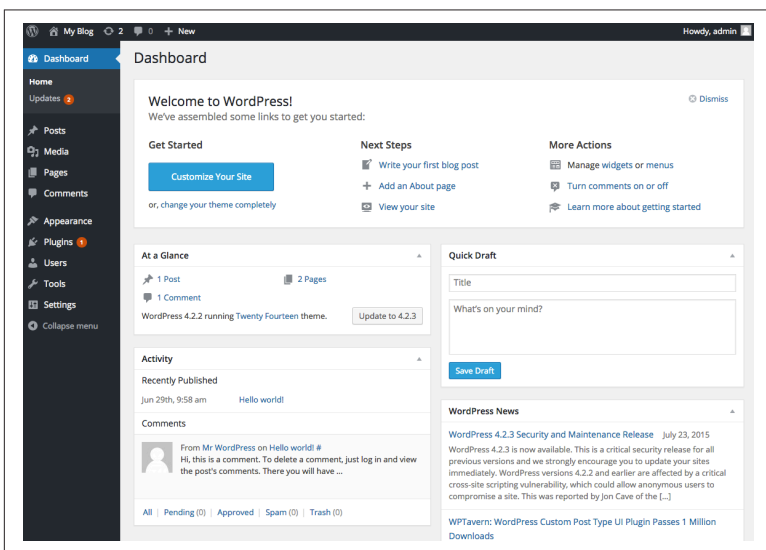 My Blog 2 0 + New Howdy, admin
Dashboard
Home
Updates 2
Posts
Media
Pages
Comments
Appearance
Plugins 1
Users
Tools
Settings
Collapse menu
Dashboard
Welcome to WordPress!
We've assembled some links to get you started:
Dismiss
Get Started
Customize Your Site
or, change your theme completely
Next Steps
Write your first blog post
Add an About page
View your site
More Actions
Manage widgets or menus
Turn comments on or off
Learn more about getting started
At a Glance
1 Post 2 Pages
1 Comment
WordPress 4.2.2 running Twenty Fourteen theme. Update to 4.2.3
Activity
Recently Published
Jun 29th, 9:58 am Hello world!
Comments
From Mr WordPress on Hello world! #
Hi, this is a comment. To delete a comment, just log in and view
the post's comments. There you will have ...
All | Pending (0) | Approved | Spam (0) | Trash (0)
Quick Draft
Title
What's on your mind?
Save Draft
WordPress News
WordPress 4.2.3 Security and Maintenance Release July 23, 2015
WordPress 4.2.3 is now available. This is a critical security release for all
previous versions and we strongly encourage you to update your sites
immediately. WordPress versions 4.2.2 and earlier are affected by a critical
cross-site scripting vulnerability, which could allow anonymous users to
compromise a site. This was reported by Jon Cave of the [...]
WPTavern: WordPress Custom Post Type UI Plugin Passes 1 Million
Downloads